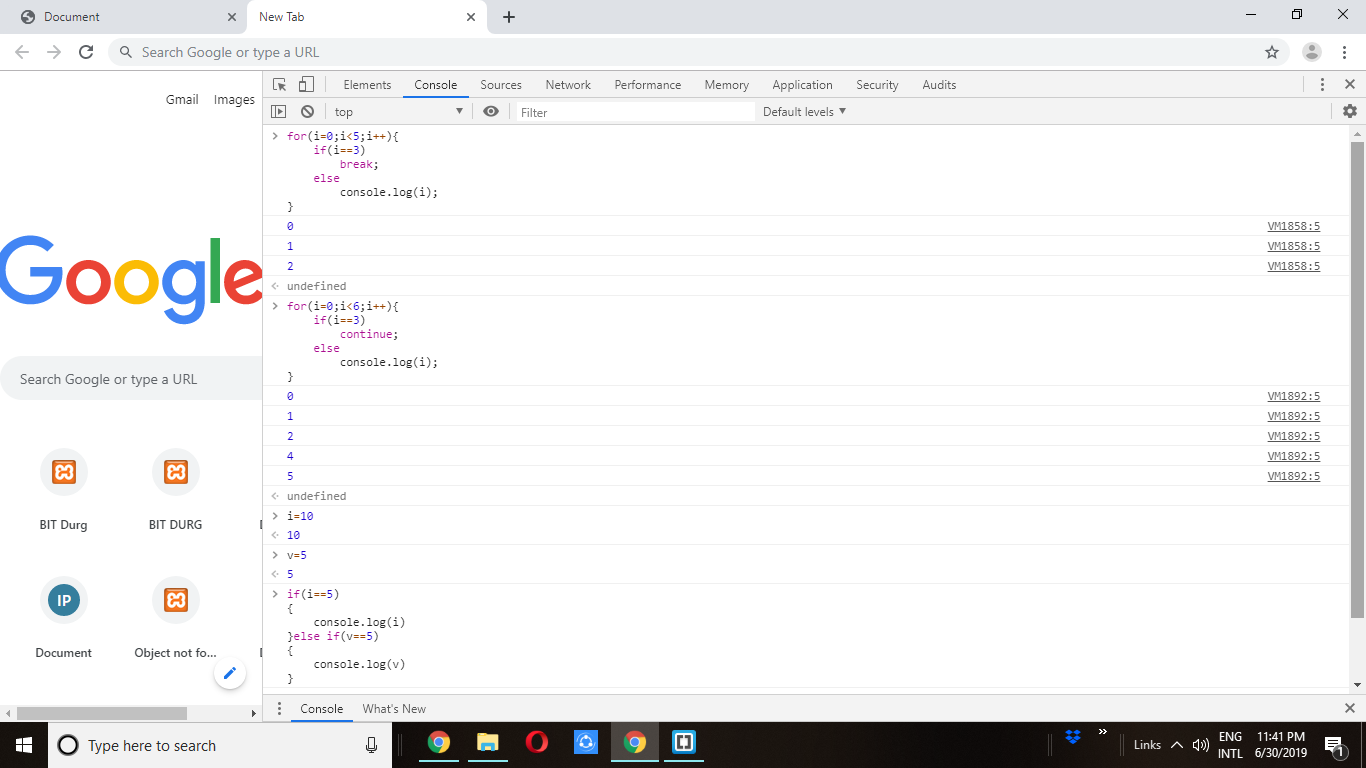 Document
New Tab
Search Google or type a URL
Gmail Images
Google
Search Google or type a URL
BIT Durg
BIT DURG
IP
Document
Object not fo...
Elements Console Sources Network Performance Memory Application Security Audits
top
Filter
Default levels
for(i=0;i<5;i++){
    if(i==3)
        break;
    else
        console.log(i);
}
0 VM1858:5
1 VM1858:5
2 VM1858:5
undefined
for(i=0;i<6;i++){
    if(i==3)
        continue;
    else
        console.log(i);
}
0 VM1892:5
1 VM1892:5
2 VM1892:5
4 VM1892:5
5 VM1892:5
undefined
i=10
10
v=5
5
if(i==5)
{
    console.log(i)
}else if(v==5)
{
    console.log(v)
}
Console What's New
Type here to search
Links
ENG
INTL
11:41 PM
6/30/2019
1